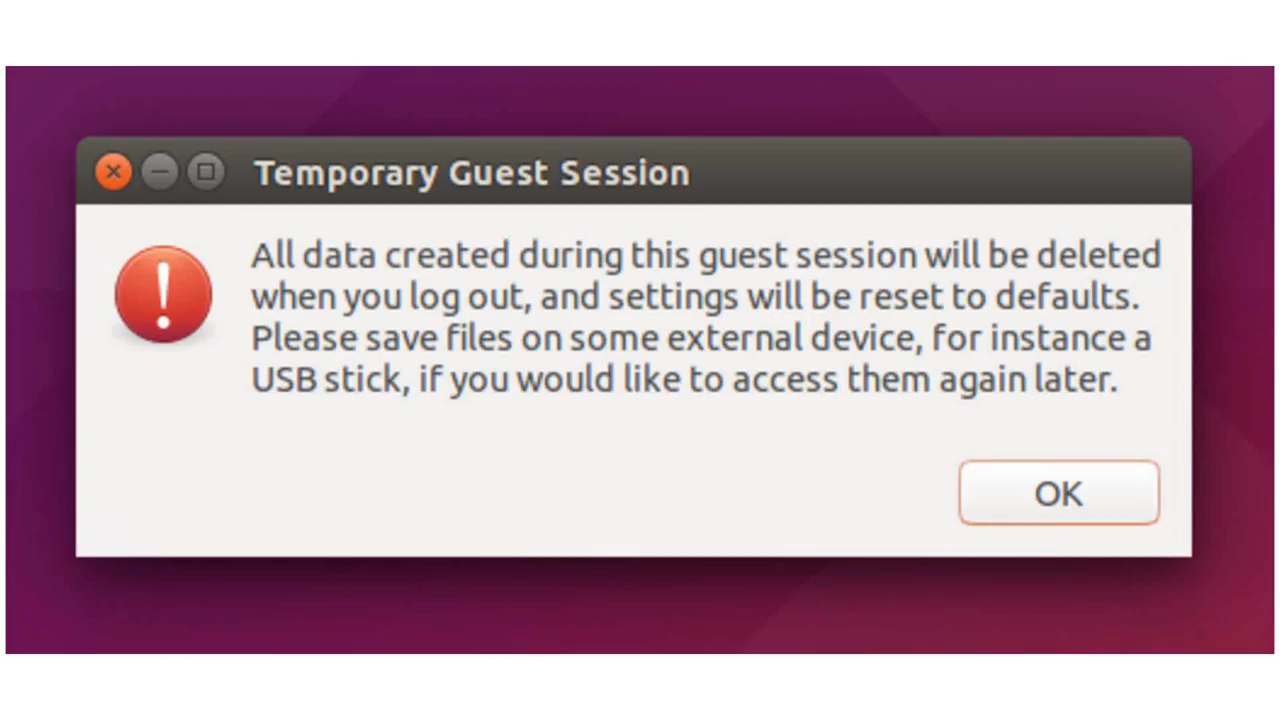 Temporary Guest Session
All data created during this guest session will be deleted
when you log out, and settings will be reset to defaults.
Please save files on some external device, for instance a
USB stick, if you would like to access them again later.
OK